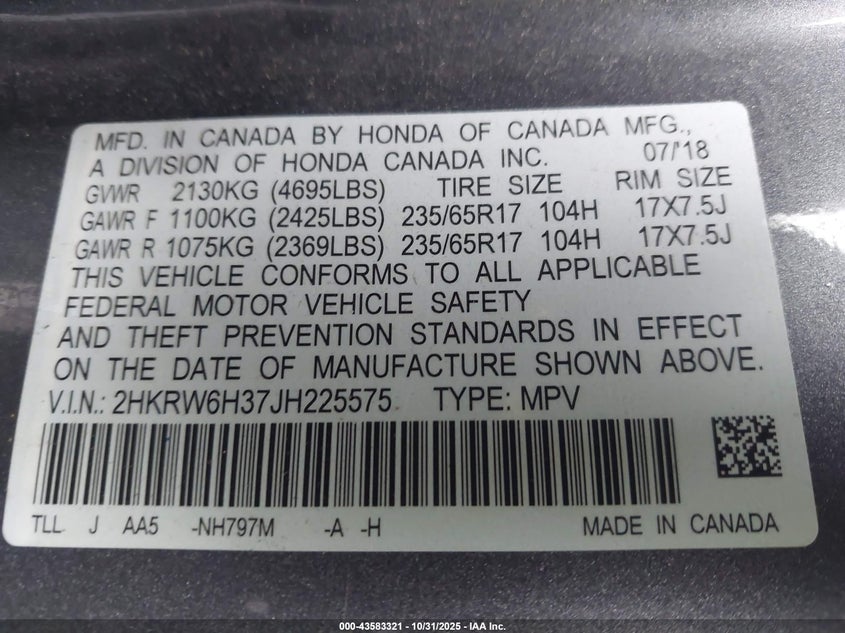 MFD. IN CANADA BY HONDA OF CANADA MFG.,
A DIVISION OF HONDA CANADA INC. 07/'18
GVWR 2130KG (4695LBS) TIRE SIZE RIM SIZE
GAWR F 1100KG (2425LBS) 235/65R17 104H 17X7.5J
GAWR R 1075KG (2369LBS) 235/65R17 104H 17X7.5J
THIS VEHICLE CONFORMS TO ALL APPLICABLE
FEDERAL MOTOR VEHICLE SAFETY
AND THEFT PREVENTION STANDARDS IN EFFECT
ON THE DATE OF MANUFACTURE SHOWN ABOVE.
V.I.N.: 2HKRW6H37JH225575 TYPE: MPV
TLL J AA5 -NH797M -A -H MADE IN CANADA
000-43583321 - 10/31/2025 - IAA Inc.